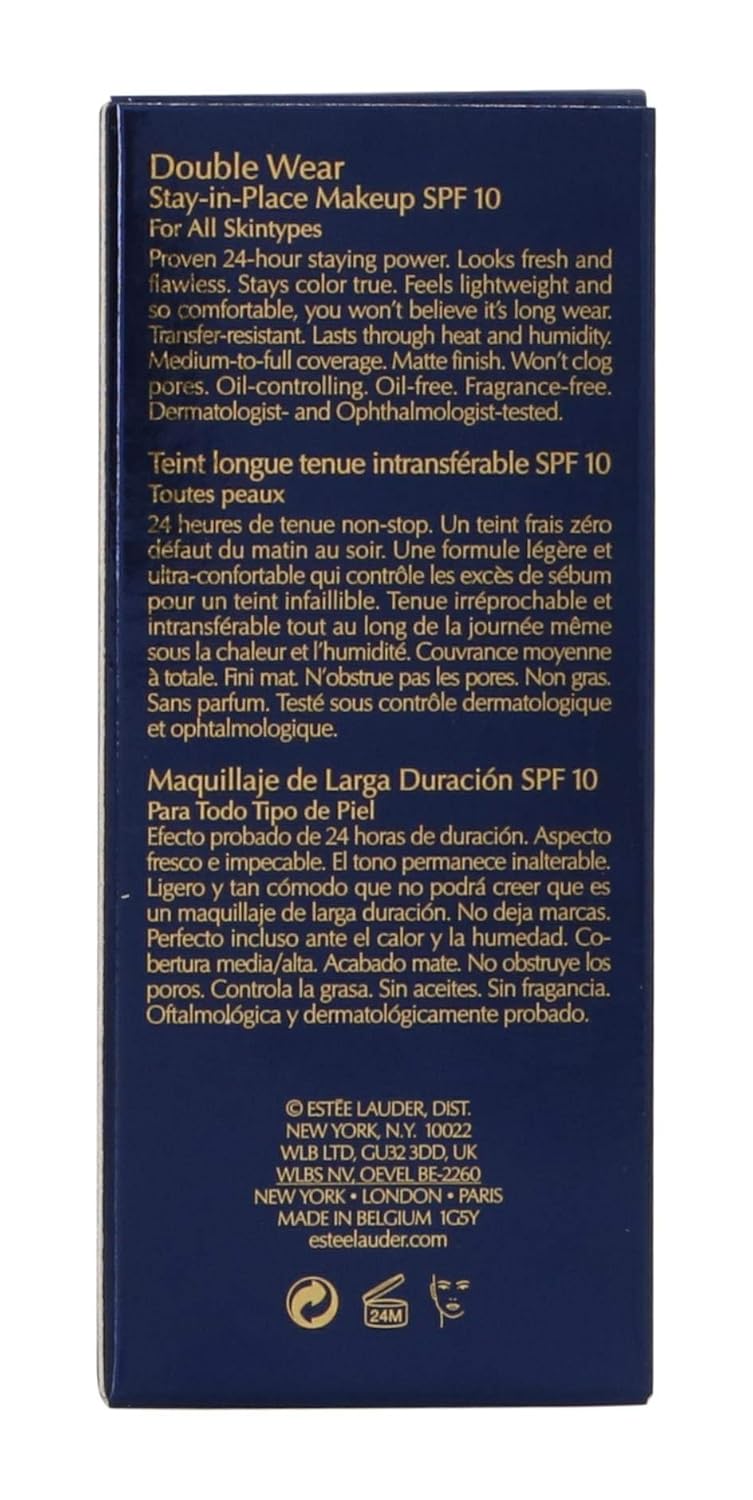 Double Wear
Stay-in-Place Makeup SPF 10
For All Skintypes
Proven 24-hour staying power. Looks fresh and
flawless. Stays color true. Feels lightweight and
so comfortable, you won't believe it's long wear.
Transfer-resistant. Lasts through heat and humidity.
Medium-to-full coverage. Matte finish. Won't clog
pores. Oil-controlling. Oil-free. Fragrance-free.
Dermatologist- and Ophthalmologist-tested.
Teint longue tenue intransférable SPF 10
Toutes peaux
24 heures de tenue non-stop. Un teint frais zéro
défaut du matin au soir. Une formule légère et
ultra-confortable qui contrôle les excès de sébum
pour un teint infaillible. Tenue irréprochable et
intransférable tout au long de la journée même
sous la chaleur et l'humidité. Couvrance moyenne
à totale. Fini mat. N'obstrue pas les pores. Non gras.
Sans parfum. Testé sous contrôle dermatologique
et ophtalmologique.
Maquillaje de Larga Duración SPF 10
Para Todo Tipo de Piel
Efecto probado de 24 horas de duración. Aspecto
fresco e impecable. El tono permanece inalterable.
Ligero y tan cómodo que no podrá creer que es
un maquillaje de larga duración. No deja marcas.
Perfecto incluso ante el calor y la humedad. Co-
bertura media/alta. Acabado mate. No obstruye los
poros. Controla la grasa. Sin aceites. Sin fragancia.
Oftalmológica y dermatológicamente probado.
© ESTÉE LAUDER, DIST.
NEW YORK, N.Y. 10022
WLB LTD, GU32 3DD, UK
WLBS NV, OEVEL BE-2260
NEW YORK • LONDON • PARIS
MADE IN BELGIUM 1G5Y
esteelauder.com
24M